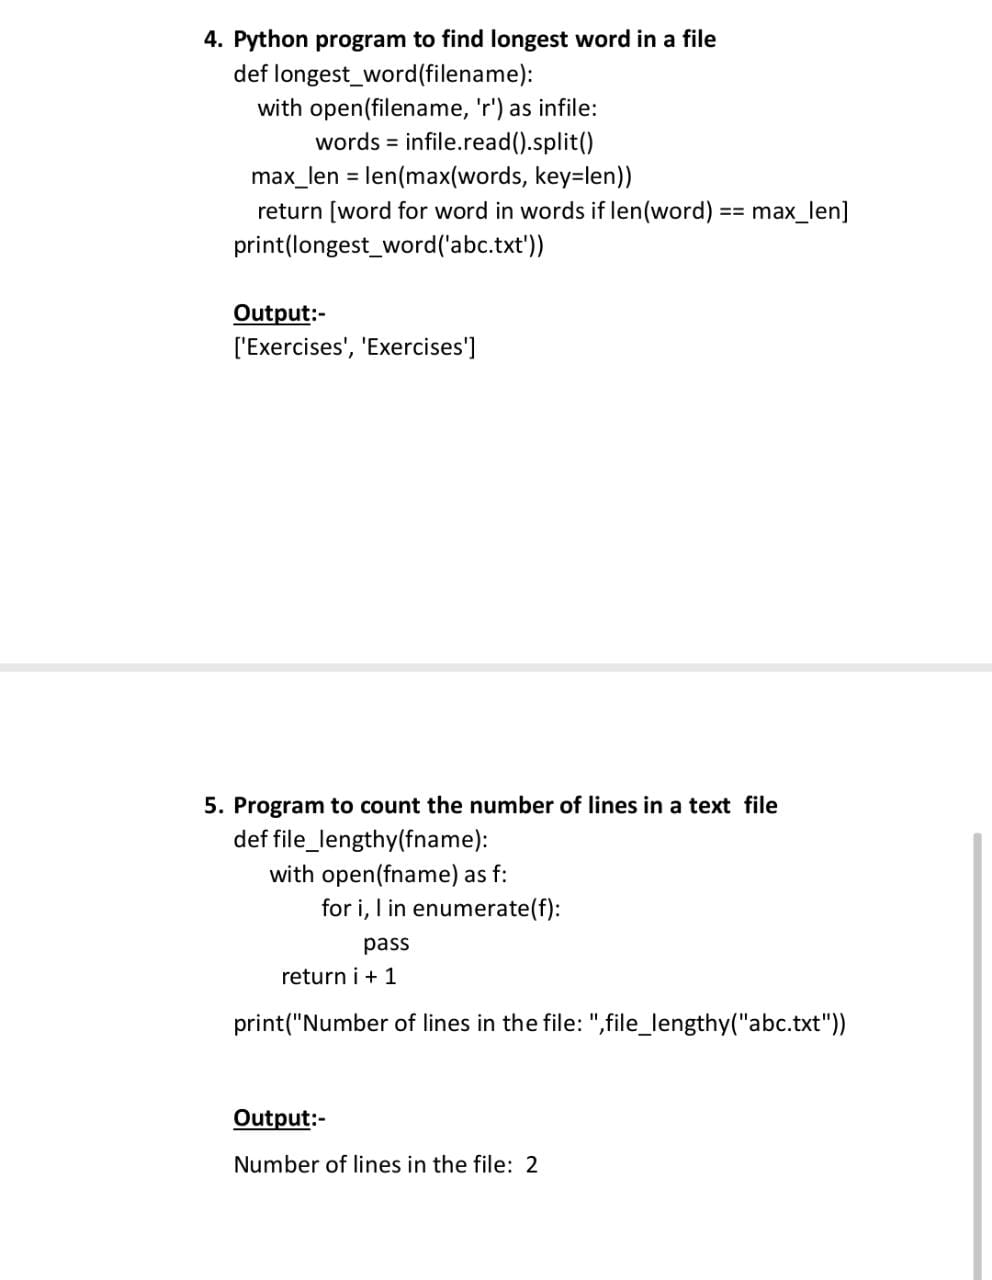 4. Python program to find longest word in a file
def longest_word(filename):
with open(filename, 'r') as infile:
words = infile.read().split()
max_len = len(max(words, key=len))
return [word for word in words if len(word) == max_len]
print(longest_word('abc.txt'))
Output:-
['Exercises', 'Exercises']
5. Program to count the number of lines in a text  file
def file_lengthy(fname):
with open(fname) as f:
for i, l in enumerate(f):
pass
return i + 1
print("Number of lines in the file: ",file_lengthy("abc.txt"))
Output:-
Number of lines in the file:  2